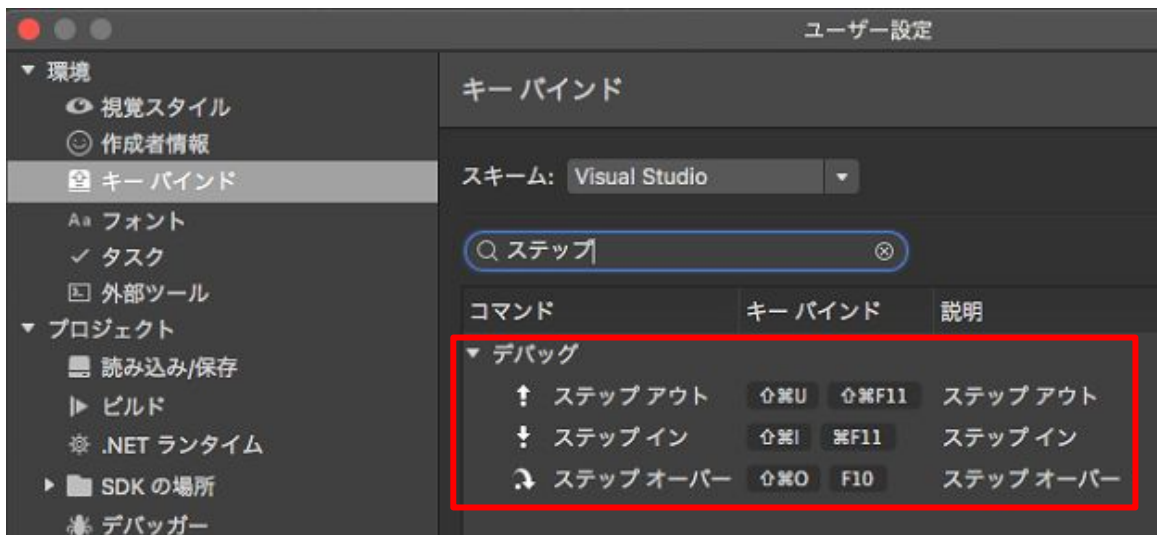 ユーザー設定
環境
視覚スタイル
作成者情報
キー バインド
Aa フォント
タスク
外部ツール
プロジェクト
読み込み/保存
ビルド
.NET ランタイム
SDK の場所
デバッガー
キー バインド
スキーム: Visual Studio
ステップ
コマンド キー バインド 説明
デバッグ
ステップ アウト ⇧⌘U ⇧⌘F11 ステップ アウト
ステップ イン ⇧⌘I ⌘F11 ステップ イン
ステップ オーバー ⇧⌘O F10 ステップ オーバー